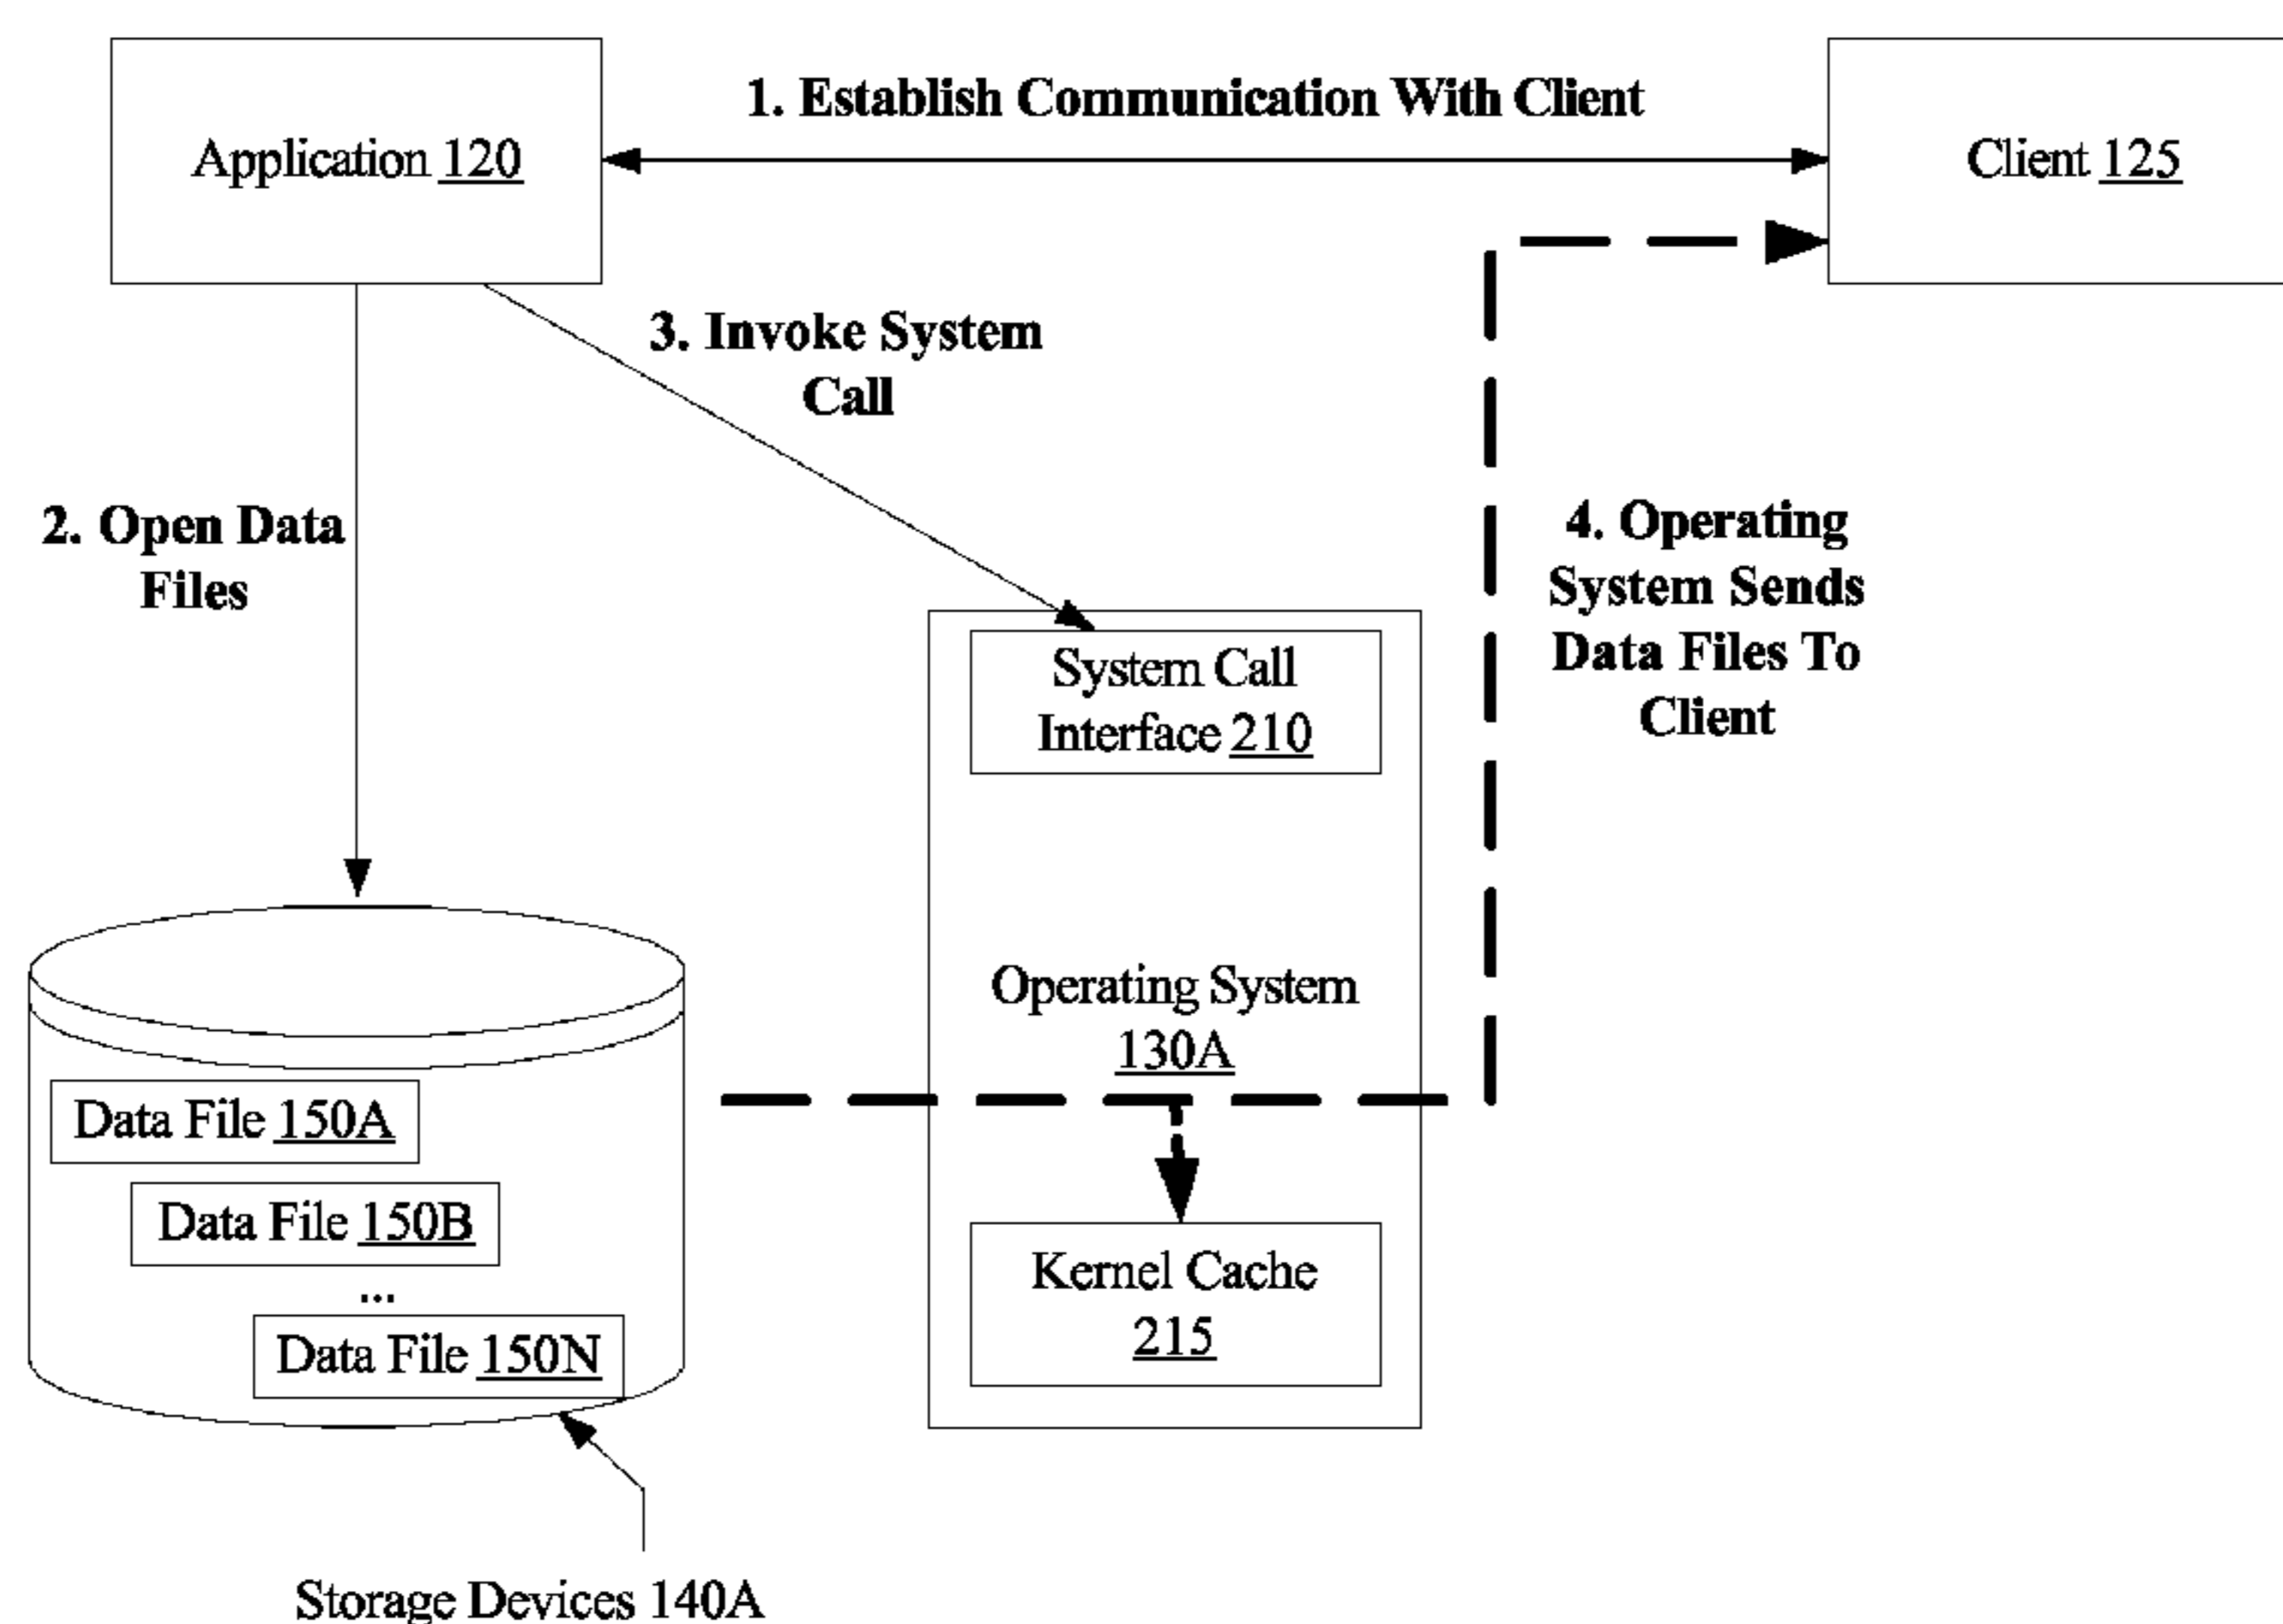 1. Establish Communication With Client
Application 120
Client 125
3. Invoke System
Call
2. Open Data
Files
4. Operating
System Sends
Data Files To
Client
System Call
Interface 210
Operating System
130A
Data File 150A
Data File 150B
...
Data File 150N
Kernel Cache
215
Storage Devices 140A